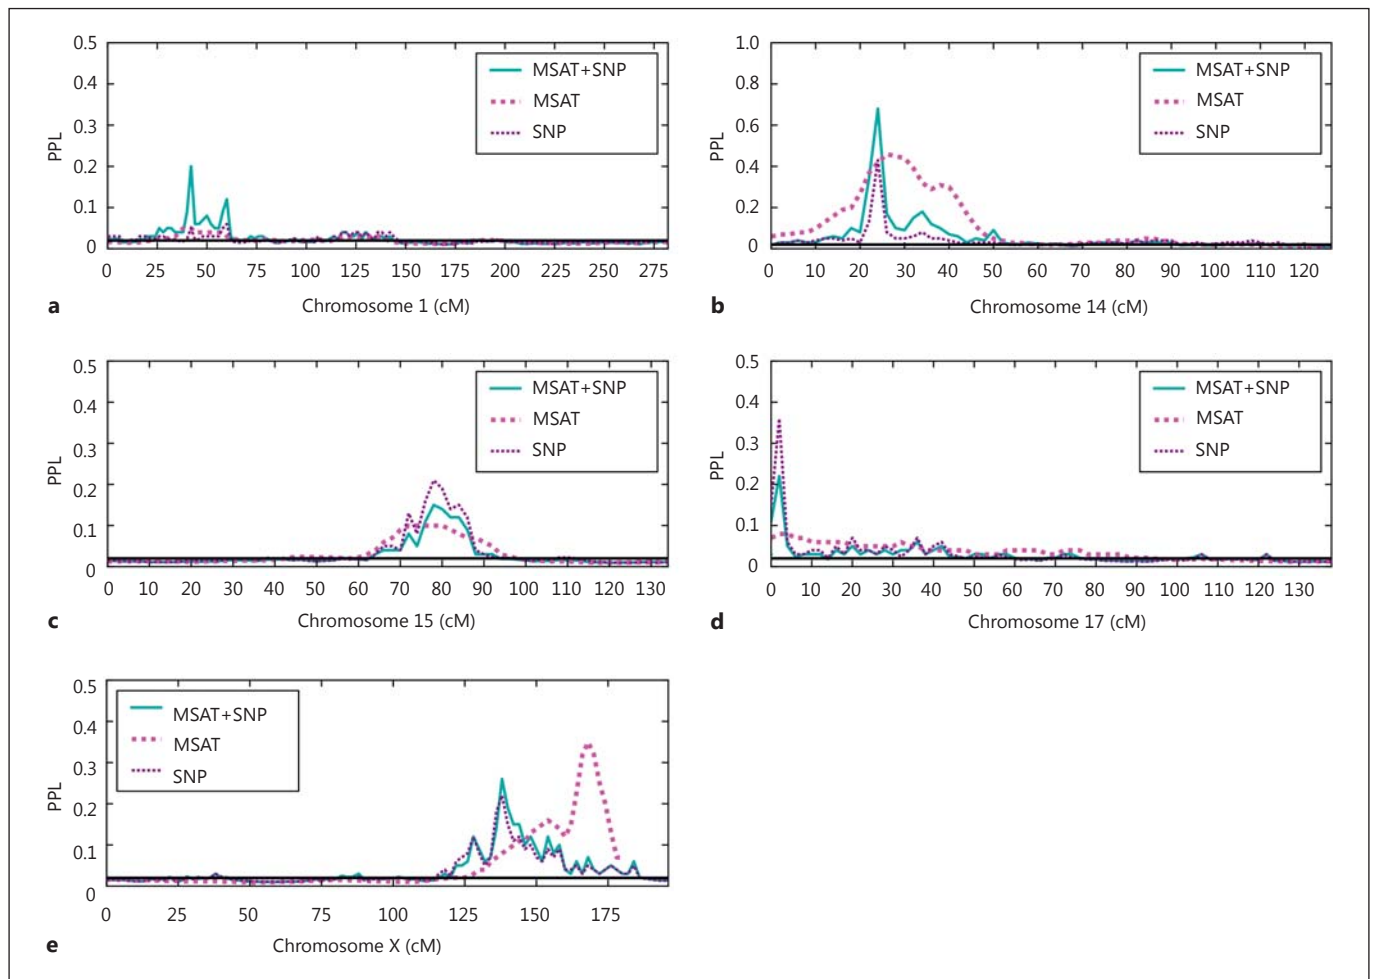 0.5
0.4
0.3
0.2
0.1
0
PPL
MSAT+SNP
MSAT
SNP
0 25 50 75 100 125 150 175 200 225 250 275
a
Chromosome 1 (cM)
1.0
0.8
0.6
0.4
0.2
0
PPL
MSAT+SNP
MSAT
SNP
0 10 20 30 40 50 60 70 80 90 100 110 120
b
Chromosome 14 (cM)
0.5
0.4
0.3
0.2
0.1
0
PPL
MSAT+SNP
MSAT
SNP
0 10 20 30 40 50 60 70 80 90 100 110 120 130
c
Chromosome 15 (cM)
0.5
0.4
0.3
0.2
0.1
0
PPL
MSAT+SNP
MSAT
SNP
0 10 20 30 40 50 60 70 80 90 100 110 120 130
d
Chromosome 17 (cM)
0.5
0.4
0.3
0.2
0.1
0
PPL
MSAT+SNP
MSAT
SNP
0 25 50 75 100 125 150 175
e
Chromosome X (cM)